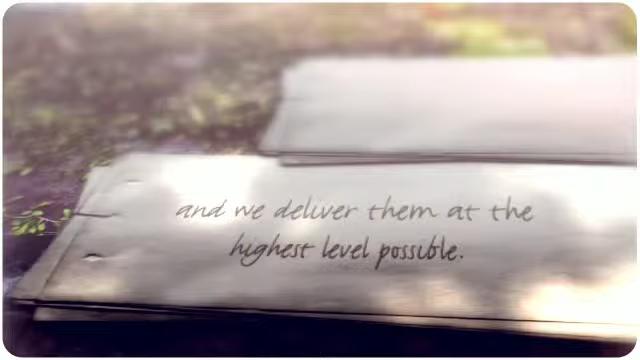 and we deliver them at the
highest level possible.